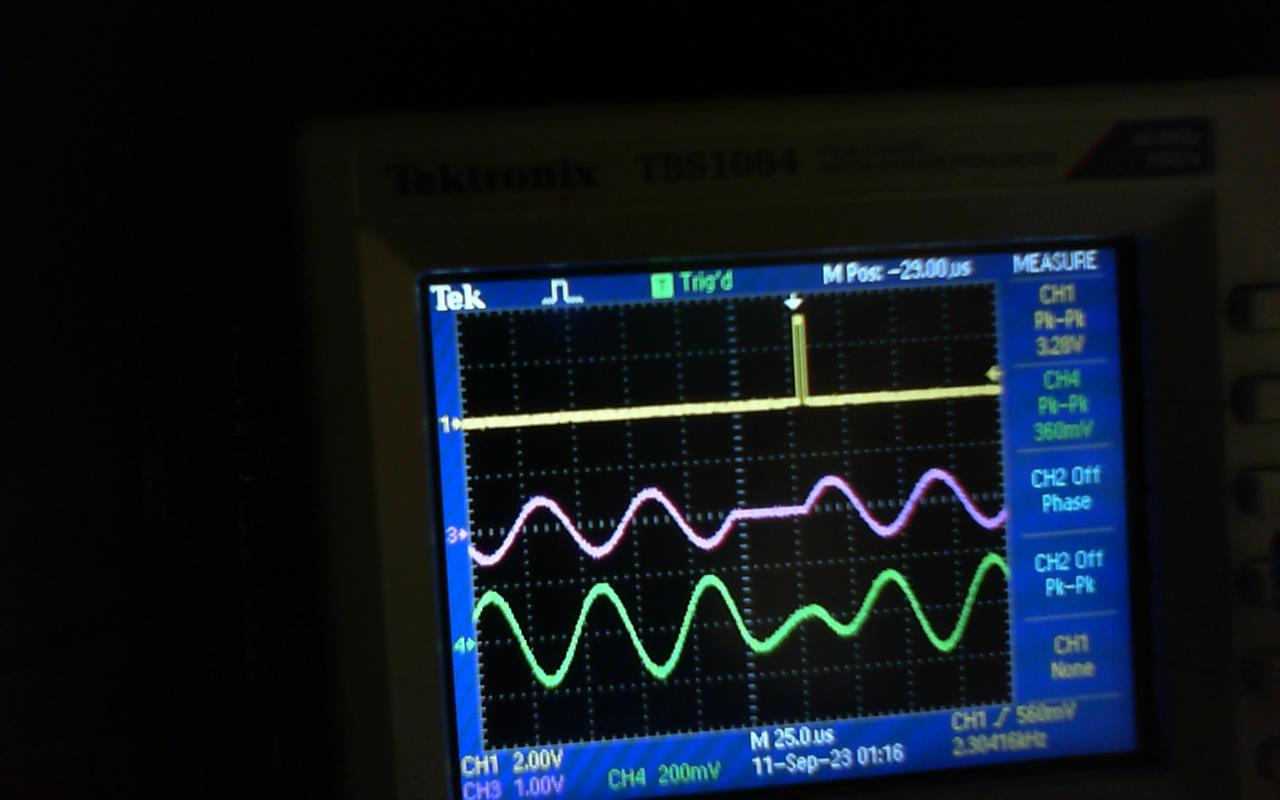 Tektronix TBS1064
Tek Trig'd M Pos: -29.00µs MEASURE
CH1
Pk-Pk
3.28V
CH4
Pk-Pk
360mV
CH2 Off
Phase
CH2 Off
Pk-Pk
CH1
None
1
3
4
CH1 2.00V
CH3 1.00V
CH4 200mV
M 25.0µs
11-Sep-23 01:16
CH1 560mV
2.30416kHz